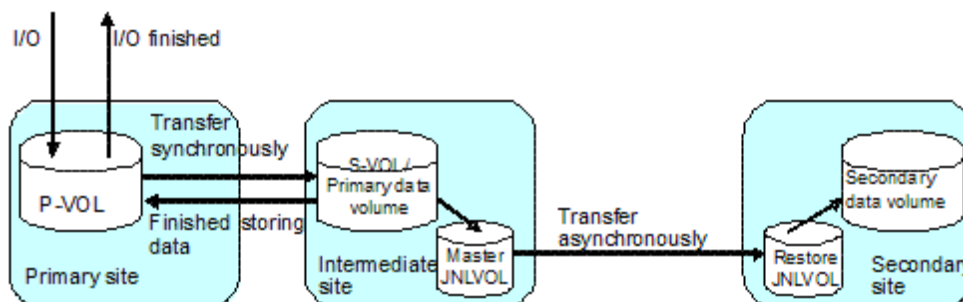 I/O
I/O finished
Transfer
synchronously
P-VOL
Finished storing
data
Primary site
S-VOL/
Primary data
volume
Master
JNLVOL
Intermediate
site
Transfer
asynchronously
Secondary
data volume
Restore
JNLVOL
Secondary
site